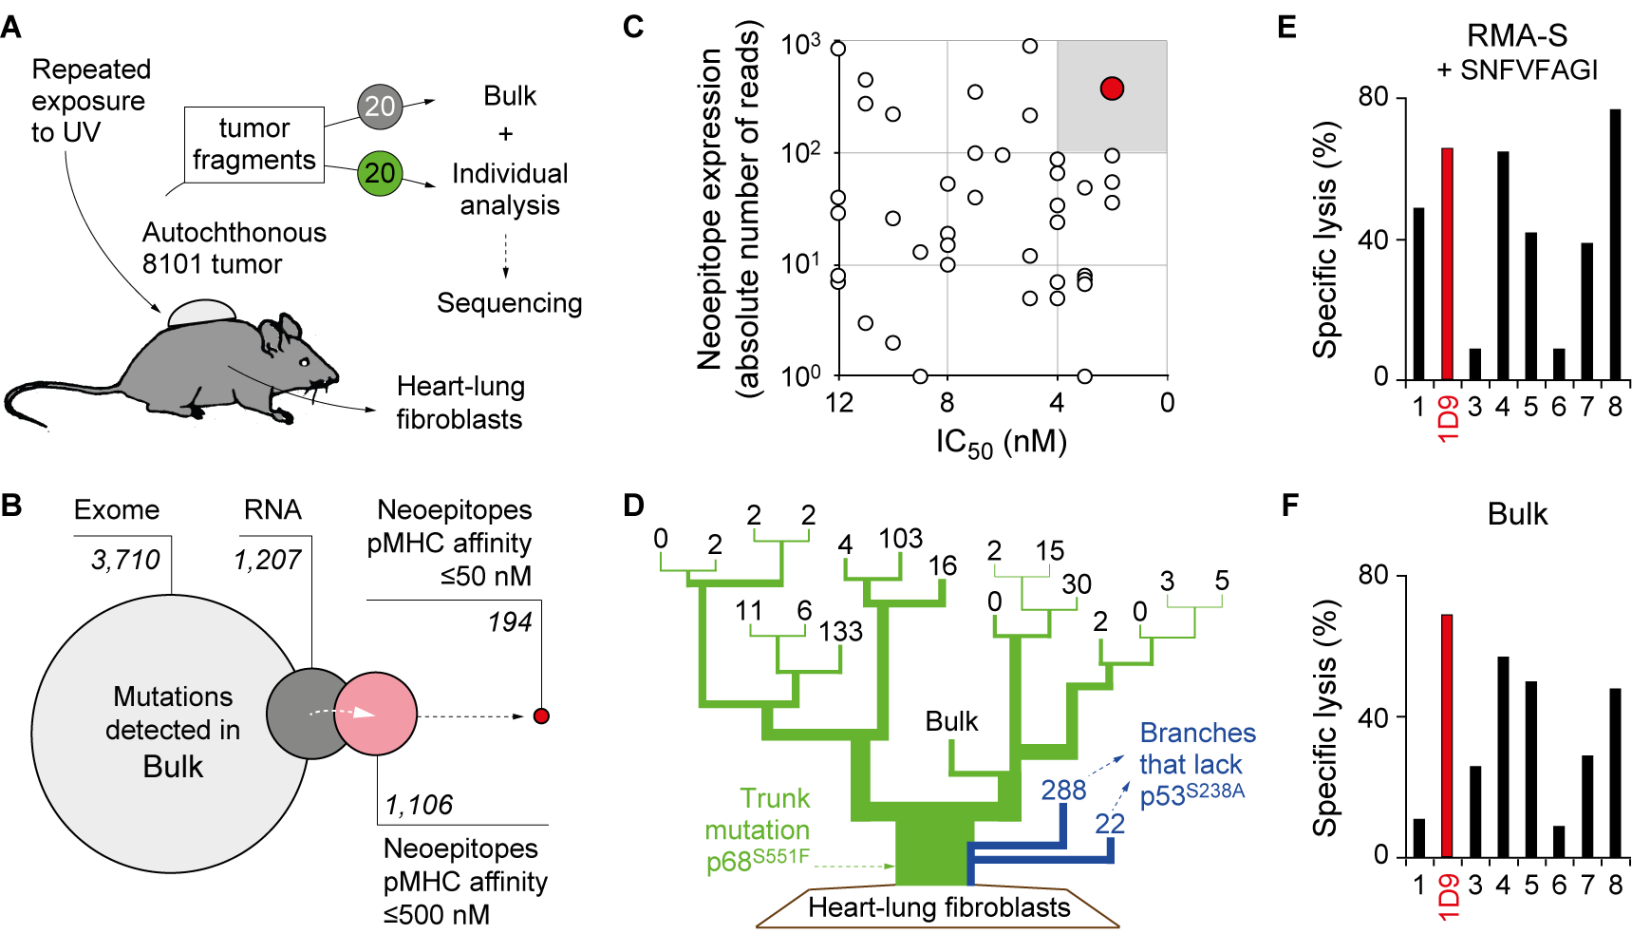 A
Repeated
exposure
to UV
tumor
fragments
20
20
Bulk
+
Individual
analysis
Sequencing
Autochthonous
8101 tumor
Heart-lung
fibroblasts
B
Exome
3,710
RNA
1,207
Neoepitopes
pMHC affinity
≤50 nM
194
Mutations
detected in
Bulk
1,106
Neoepitopes
pMHC affinity
≤500 nM
C
Neoepitope expression
(absolute number of reads)
10³
10²
10¹
10⁰
12 8 4 0
IC₅₀ (nM)
D
0 2 2 2
4 103 16
2 15 0 30
3 5 2 0
11 6 133
Bulk
288
22
Branches
that lack
p53S238A
Trunk
mutation
p68S551F
Heart-lung fibroblasts
E
RMA-S
+ SNFVFAGI
Specific lysis (%)
80
40
0
1 1D9 3 4 5 6 7 8
F
Bulk
Specific lysis (%)
80
40
0
1 1D9 3 4 5 6 7 8